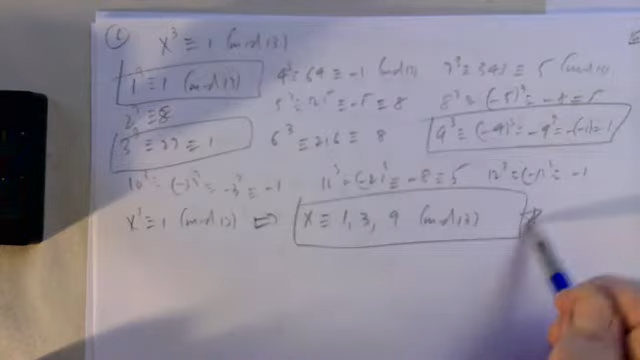 x³ ≡ 1 (mod 13)
1³ ≡ 1 (mod 13) 4³ ≡ 64 ≡ -1 (mod 13) 7³ ≡ 343 ≡ 5 (mod 13)
2³ ≡ 8 5³ ≡ 125 ≡ -5 ≡ 8 8³ ≡ (-5)³ ≡ -8 ≡ 5
3³ ≡ 27 ≡ 1 6³ ≡ 216 ≡ 8 9³ ≡ (-4)³ ≡ -4³ ≡ -(-1) = 1
10³ ≡ (-3)³ ≡ -3³ ≡ -1 11³ ≡ (-2)³ ≡ -8 ≡ 5 12³ ≡ (-1)³ ≡ -1
x³ ≡ 1 (mod 13) ⇔ x ≡ 1, 3, 9 (mod 13)